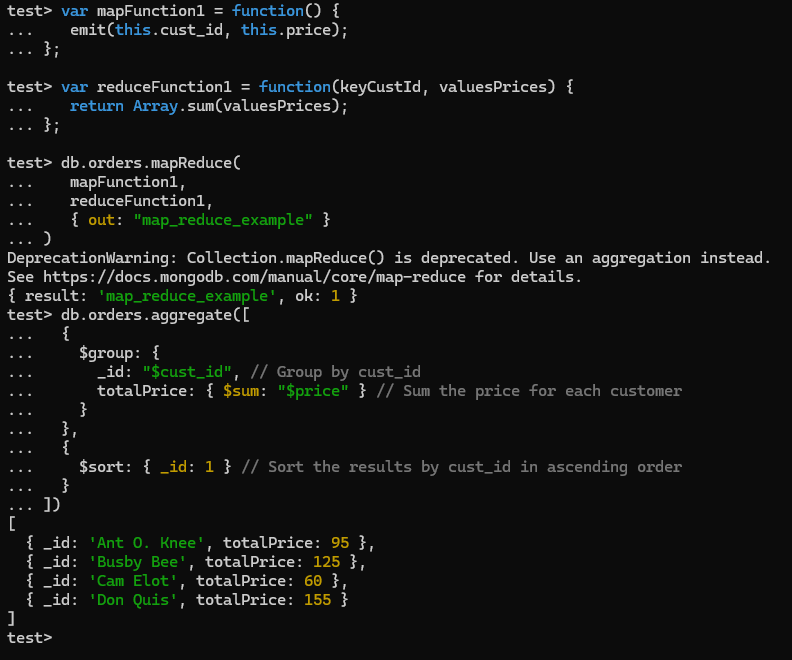 test> var mapFunction1 = function() {
...    emit(this.cust_id, this.price);
... };

test> var reduceFunction1 = function(keyCustId, valuesPrices) {
...    return Array.sum(valuesPrices);
... };

test> db.orders.mapReduce(
...    mapFunction1,
...    reduceFunction1,
...    { out: "map_reduce_example" }
... )
DeprecationWarning: Collection.mapReduce() is deprecated. Use an aggregation instead.
See https://docs.mongodb.com/manual/core/map-reduce for details.
{ result: 'map_reduce_example', ok: 1 }
test> db.orders.aggregate([
...   {
...     $group: {
...       _id: "$cust_id", // Group by cust_id
...       totalPrice: { $sum: "$price" } // Sum the price for each customer
...     }
...   },
...   {
...     $sort: { _id: 1 } // Sort the results by cust_id in ascending order
...   }
... ])
[
  { _id: 'Ant O. Knee', totalPrice: 95 },
  { _id: 'Busby Bee', totalPrice: 125 },
  { _id: 'Cam Elot', totalPrice: 60 },
  { _id: 'Don Quis', totalPrice: 155 }
]
test>